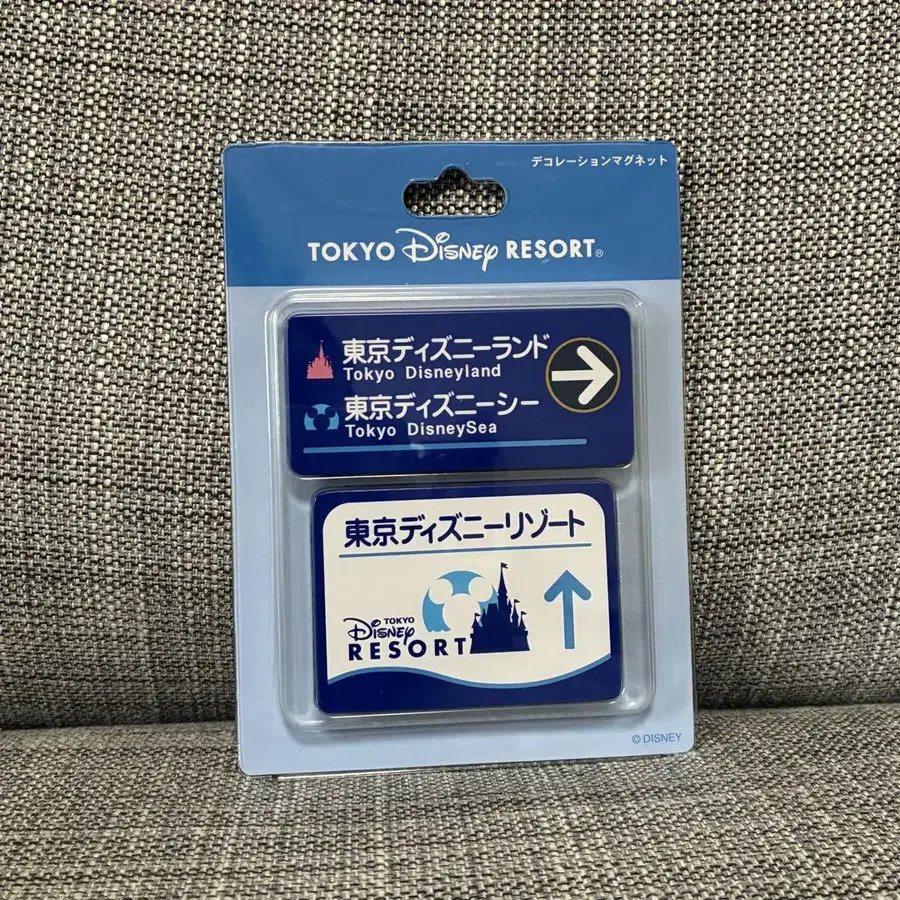 デコレーションマグネット
TOKYO Disney RESORT®
東京ディズニーランド
Tokyo Disneyland
東京ディズニーシー
Tokyo DisneySea
東京ディズニーリゾート
TOKYO
Disney
RESORT
© DISNEY